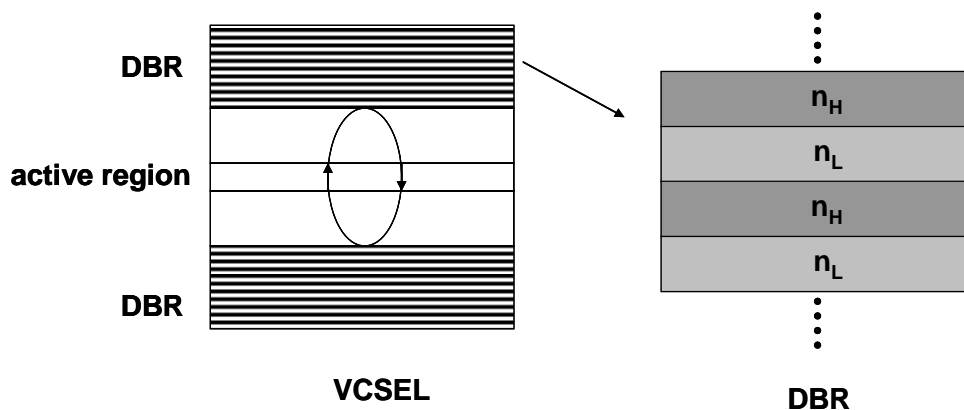 DBR
active region
DBR
VCSEL
n_H
n_L
n_H
n_L
DBR